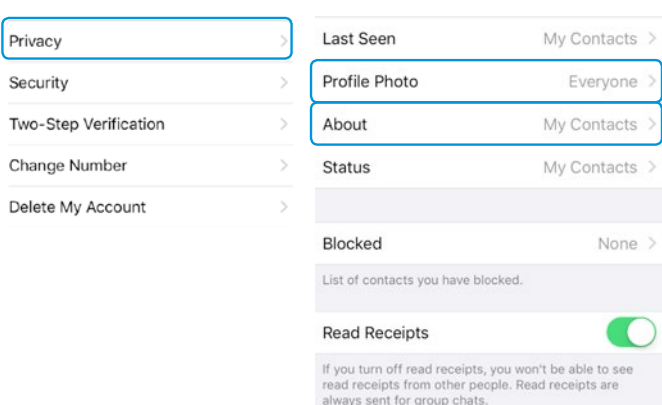 Privacy
Security
Two-Step Verification
Change Number
Delete My Account
Last Seen My Contacts
Profile Photo Everyone
About My Contacts
Status My Contacts
Blocked None
List of contacts you have blocked.
Read Receipts
If you turn off read receipts, you won't be able to see
read receipts from other people. Read receipts are
always sent for group chats.